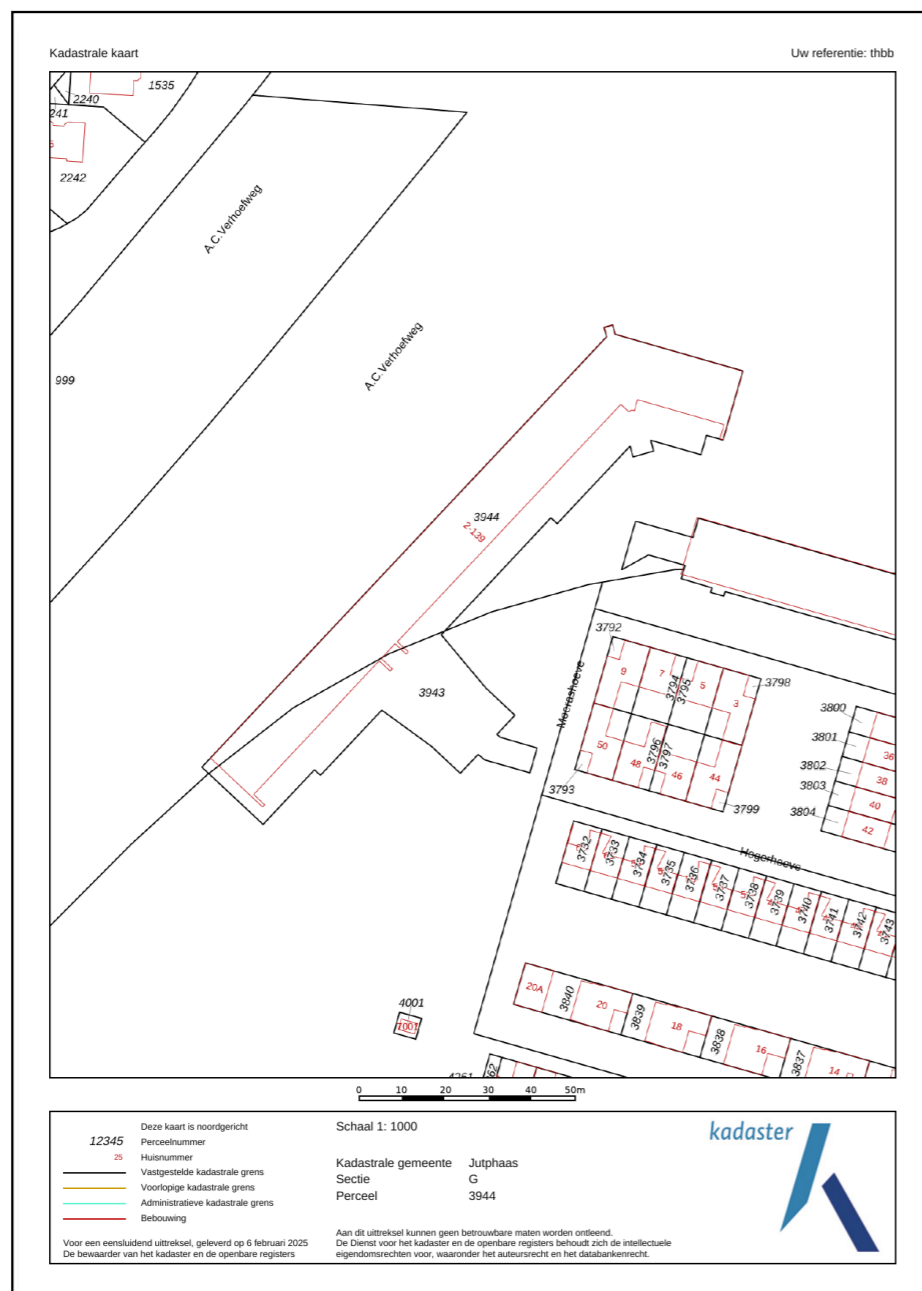 Kadastrale kaart
Uw referentie: thbb
1535
2240
241
2242
A.C.Verhoefweg
A.C.Verhoefweg
999
3944
2-139
3943
3792
9
7
3794
3795
5
3
3798
Moerashoeve
50
48
3796
3797
46
44
3793
3799
3800
3801
3802
3803
3804
36
38
40
42
Hogerhoeve
3732
3733
3734
3735
3736
3737
3738
3739
3740
3741
3742
3743
20A
3840
20
3839
18
3838
16
3837
14
4001
1001
4261
0 10 20 30 40 50m
Deze kaart is noordgericht
12345 Perceelnummer
25 Huisnummer
Vastgestelde kadastrale grens
Voorlopige kadastrale grens
Administratieve kadastrale grens
Bebouwing
Voor een eensluidend uittreksel, geleverd op 6 februari 2025
De bewaarder van het kadaster en de openbare registers
Schaal 1: 1000
Kadastrale gemeente Jutphaas
Sectie G
Perceel 3944
Aan dit uittreksel kunnen geen betrouwbare maten worden ontleend.
De Dienst voor het kadaster en de openbare registers behoudt zich de intellectuele
eigendomsrechten voor, waaronder het auteursrecht en het databankenrecht.
kadaster